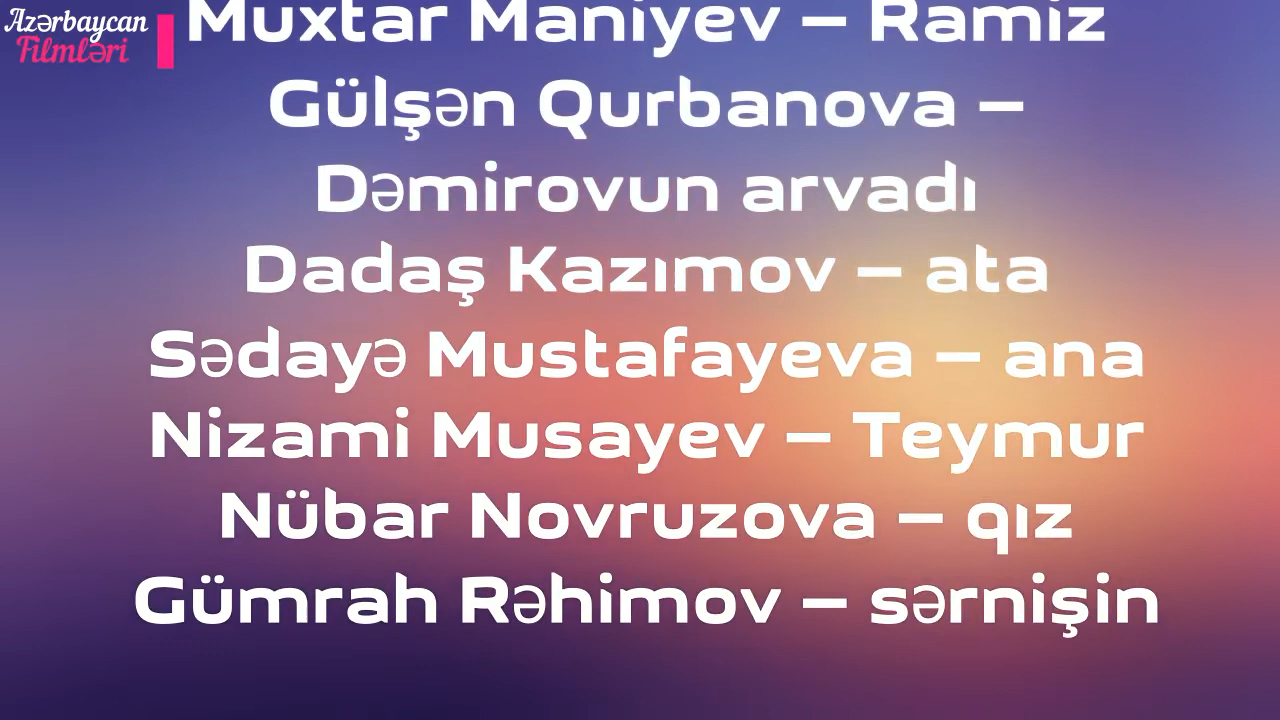 Azərbaycan
Filmləri
Muxtar Maniyev – Ramiz
Gülşən Qurbanova –
Dəmirovun arvadı
Dadaş Kazımov – ata
Sədayə Mustafayeva – ana
Nizami Musayev – Teymur
Nübar Novruzova – qız
Gümrah Rəhimov – sərnişin